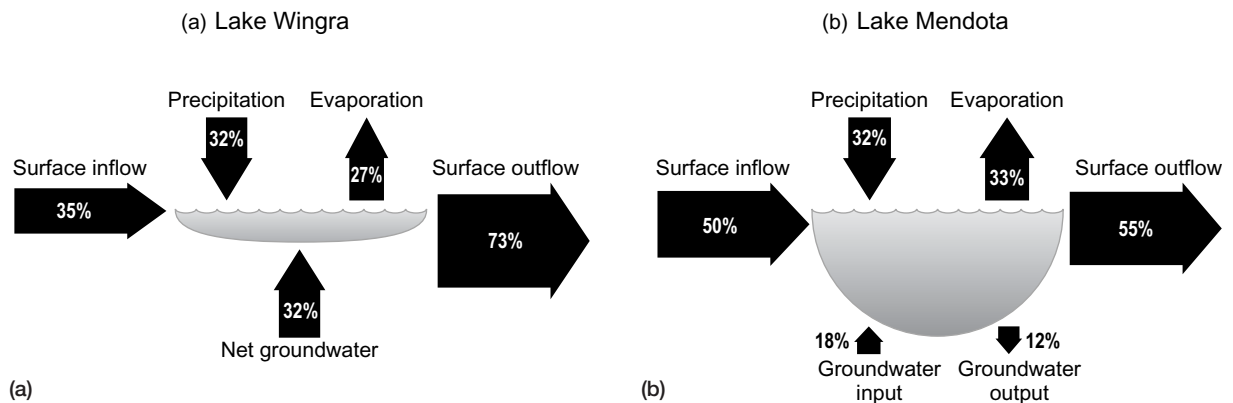 (a) Lake Wingra
Precipitation
Evaporation
32%
27%
Surface inflow
35%
Surface outflow
73%
32%
Net groundwater
(a)
(b) Lake Mendota
Precipitation
Evaporation
32%
33%
Surface inflow
50%
Surface outflow
55%
18%
12%
Groundwater
input
Groundwater
output
(b)